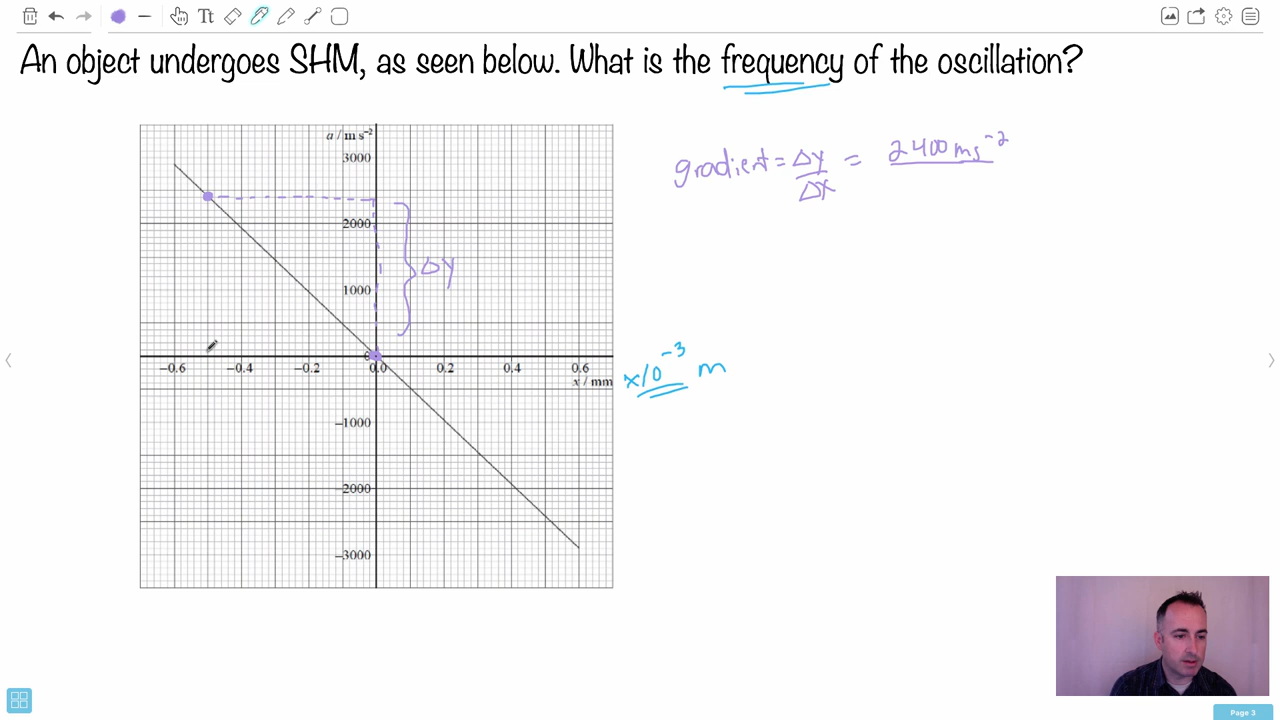 Tt
An object undergoes SHM, as seen below. What is the frequency of the oscillation?
gradient = Δy/Δx = 2400 ms⁻²
a / m s⁻²
3000
2000
1000
0
−0.6 −0.4 −0.2 0.0 0.2 0.4 0.6
x / mm
−1000
−2000
−3000
Δy
x10⁻³ m
Page 3